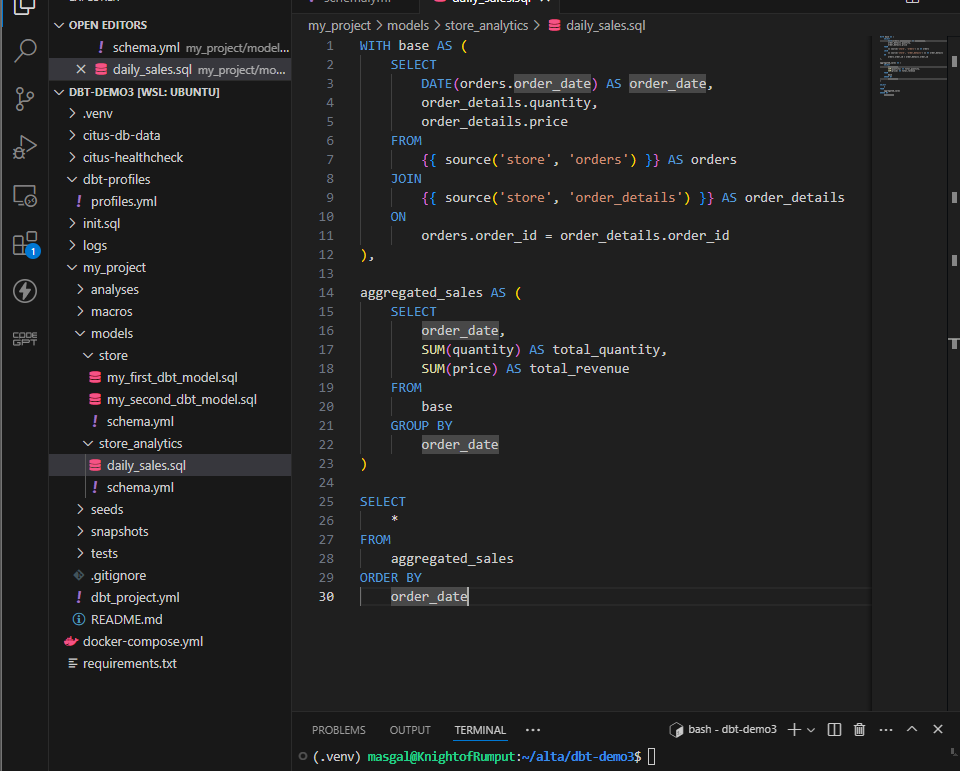 OPEN EDITORS
! schema.yml my_project/model...
daily_sales.sql my_project/mo...
DBT-DEMO3 [WSL: UBUNTU]
.venv
citus-db-data
citus-healthcheck
dbt-profiles
! profiles.yml
init.sql
logs
my_project
analyses
macros
models
store
my_first_dbt_model.sql
my_second_dbt_model.sql
! schema.yml
store_analytics
daily_sales.sql
! schema.yml
seeds
snapshots
tests
.gitignore
! dbt_project.yml
README.md
docker-compose.yml
requirements.txt
1
CODE
GPT
my_project > models > store_analytics > daily_sales.sql
1 WITH base AS (
2 SELECT
3 DATE(orders.order_date) AS order_date,
4 order_details.quantity,
5 order_details.price
6 FROM
7 {{ source('store', 'orders') }} AS orders
8 JOIN
9 {{ source('store', 'order_details') }} AS order_details
10 ON
11 orders.order_id = order_details.order_id
12 ),
13
14 aggregated_sales AS (
15 SELECT
16 order_date,
17 SUM(quantity) AS total_quantity,
18 SUM(price) AS total_revenue
19 FROM
20 base
21 GROUP BY
22 order_date
23 )
24
25 SELECT
26 *
27 FROM
28 aggregated_sales
29 ORDER BY
30 order_date
PROBLEMS OUTPUT TERMINAL ... bash - dbt-demo3
(.venv) masgal@KnightofRumput:~/alta/dbt-demo3$